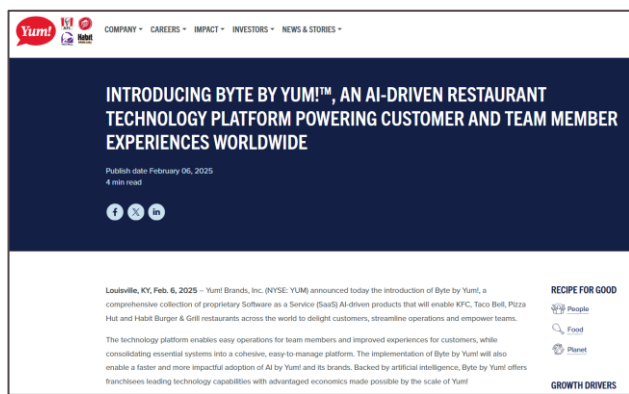 Yum!
KFC
Habit
COMPANY
CAREERS
IMPACT
INVESTORS
NEWS & STORIES
INTRODUCING BYTE BY YUM!™, AN AI-DRIVEN RESTAURANT
TECHNOLOGY PLATFORM POWERING CUSTOMER AND TEAM MEMBER
EXPERIENCES WORLDWIDE
Publish date February 06, 2025
4 min read
Louisville, KY, Feb. 6, 2025 – Yum! Brands, Inc. (NYSE: YUM) announced today the introduction of Byte by Yum!, a
comprehensive collection of proprietary Software as a Service (SaaS) AI-driven products that will enable KFC, Taco Bell, Pizza
Hut and Habit Burger & Grill restaurants across the world to delight customers, streamline operations and empower teams.
The technology platform enables easy operations for team members and improved experiences for customers, while
consolidating essential systems into a cohesive, easy-to-manage platform. The implementation of Byte by Yum! will also
enable a faster and more impactful adoption of AI by Yum! and its brands. Backed by artificial intelligence, Byte by Yum! offers
franchisees leading technology capabilities with advantaged economics made possible by the scale of Yum!
RECIPE FOR GOOD
People
Food
Planet
GROWTH DRIVERS